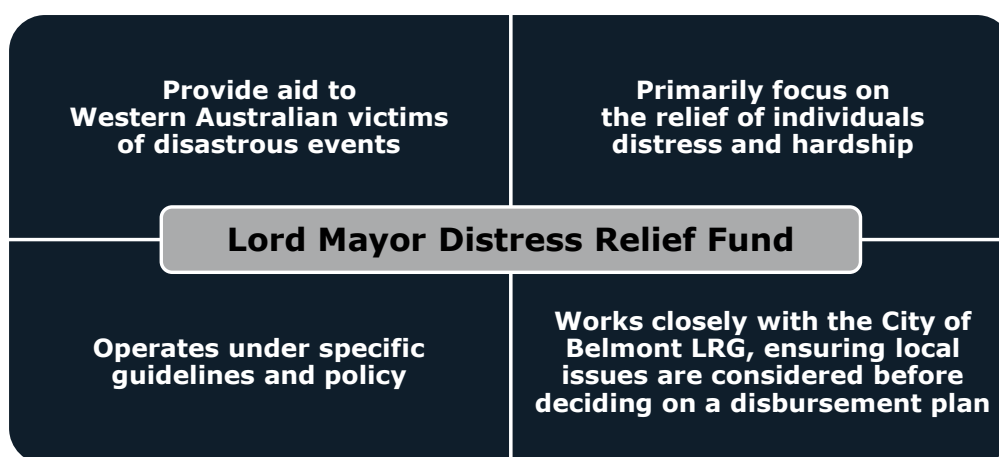 Provide aid to
Western Australian victims
of disastrous events
Primarily focus on
the relief of individuals
distress and hardship
Lord Mayor Distress Relief Fund
Operates under specific
guidelines and policy
Works closely with the City of
Belmont LRG, ensuring local
issues are considered before
deciding on a disbursement plan